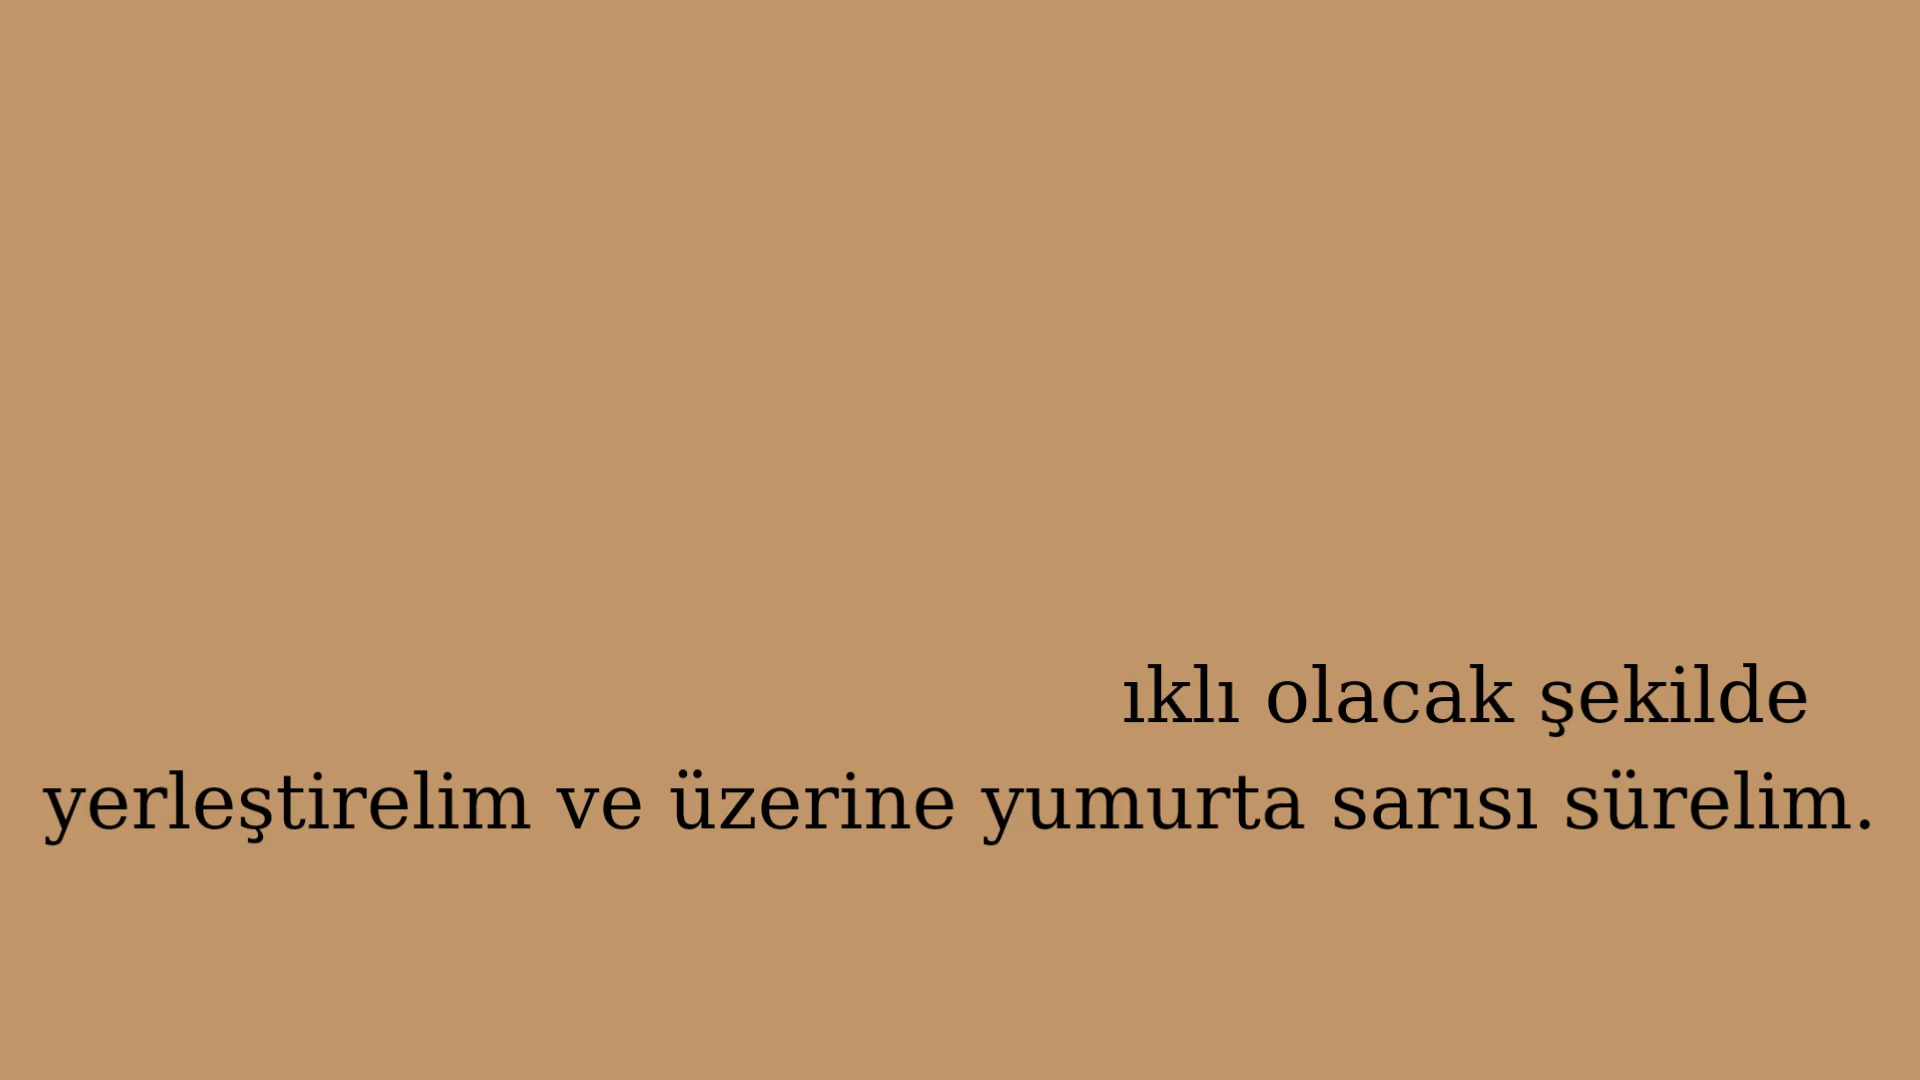 ıklı olacak şekilde
yerleştirelim ve üzerine yumurta sarısı sürelim.